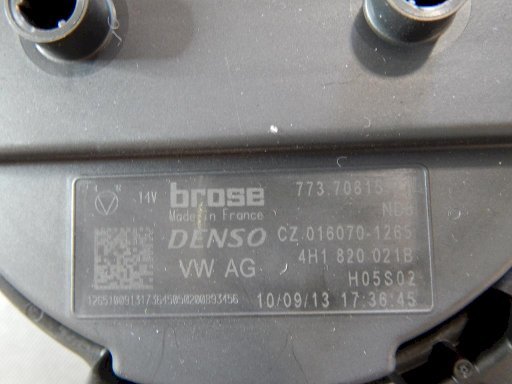 14V brose 773.70815
Made in France
DENSO CZ.016070-1265
VW AG 4H1 820 021B
H05S02
10/09/13 17:36:45